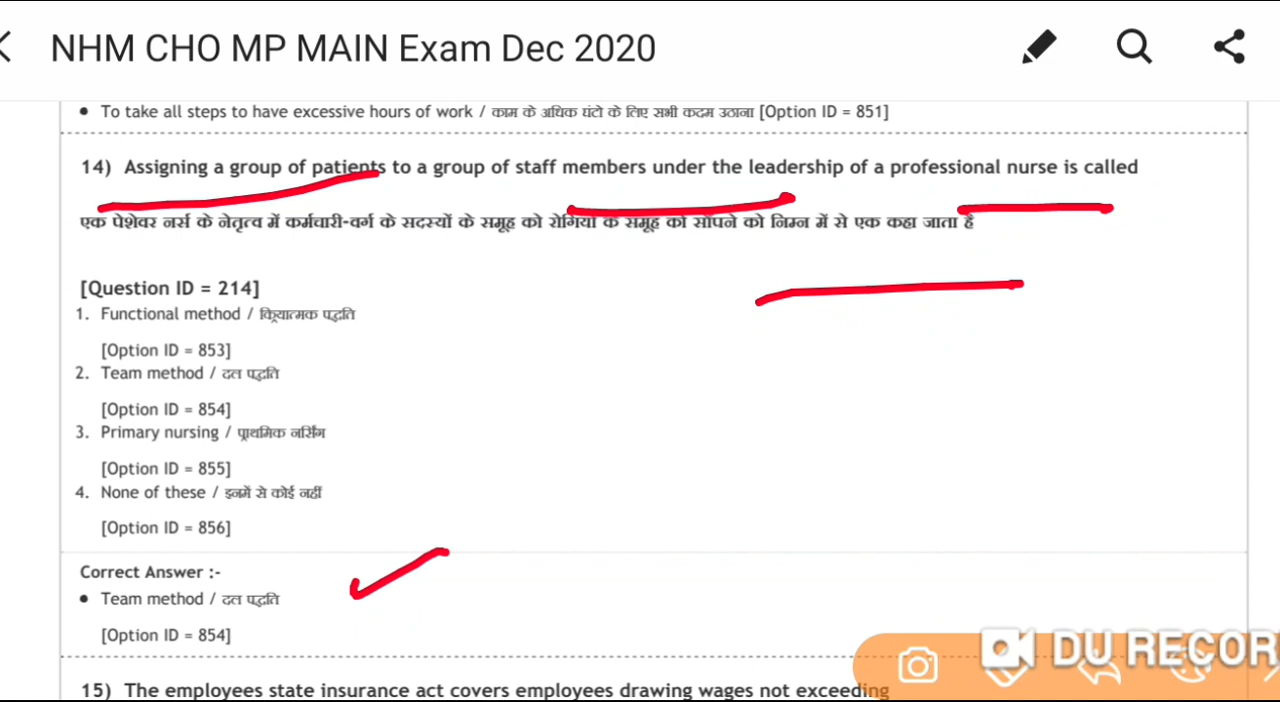 NHM CHO MP MAIN Exam Dec 2020
• To take all steps to have excessive hours of work / काम के अधिक घंटो के लिए सभी कदम उठाना [Option ID = 851]
14) Assigning a group of patients to a group of staff members under the leadership of a professional nurse is called
एक पेशेवर नर्स के नेतृत्व में कर्मचारी-वर्ग के सदस्यों के समूह को रोगियों के समूह को सौंपने को निम्न में से एक कहा जाता है
[Question ID = 214]
1. Functional method / क्रियात्मक पद्धति
[Option ID = 853]
2. Team method / दल पद्धति
[Option ID = 854]
3. Primary nursing / प्राथमिक नर्सिंग
[Option ID = 855]
4. None of these / इनमें से कोई नहीं
[Option ID = 856]
Correct Answer :-
• Team method / दल पद्धति
[Option ID = 854]
DU RECOR
15) The employees state insurance act covers employees drawing wages not exceeding